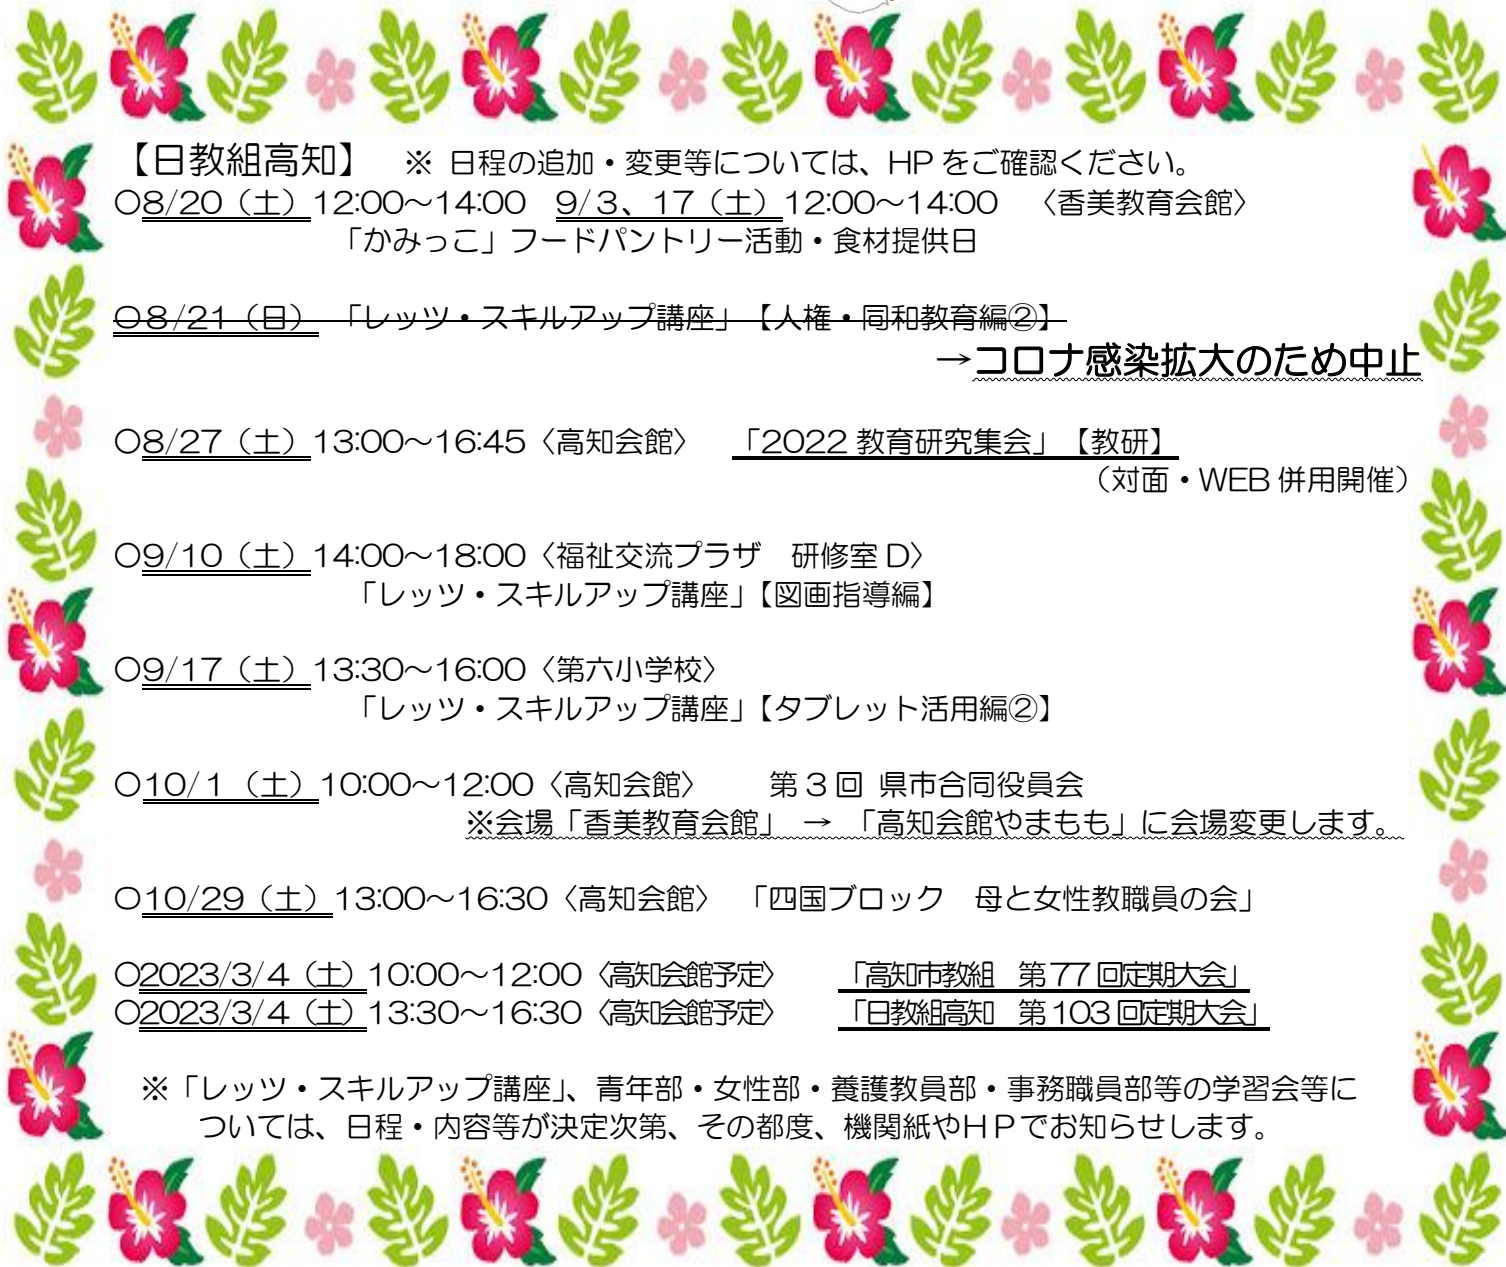 【日教組高知】　※ 日程の追加・変更等については、HP をご確認ください。
○8/20（土）12:00～14:00　9/3、17（土）12:00～14:00　〈香美教育会館〉
「かみっこ」フードパントリー活動・食材提供日
○8/21（日）　「レッツ・スキルアップ講座」【人権・同和教育編②】
→コロナ感染拡大のため中止
○8/27（土）13:00～16:45〈高知会館〉　「2022 教育研究集会」【教研】
（対面・WEB 併用開催）
○9/10（土）14:00～18:00〈福祉交流プラザ　研修室 D〉
「レッツ・スキルアップ講座」【図画指導編】
○9/17（土）13:30～16:00〈第六小学校〉
「レッツ・スキルアップ講座」【タブレット活用編②】
○10/1（土）10:00～12:00〈高知会館〉　　第 3 回 県市合同役員会
※会場「香美教育会館」 → 「高知会館やまもも」に会場変更します。
○10/29（土）13:00～16:30〈高知会館〉　「四国ブロック　母と女性教職員の会」
○2023/3/4（土）10:00～12:00〈高知会館予定〉　　「高知市教組　第77回定期大会」
○2023/3/4（土）13:30～16:30〈高知会館予定〉　　「日教組高知　第103回定期大会」
※「レッツ・スキルアップ講座」、青年部・女性部・養護教員部・事務職員部等の学習会等に
ついては、日程・内容等が決定次第、その都度、機関紙やＨＰでお知らせします。